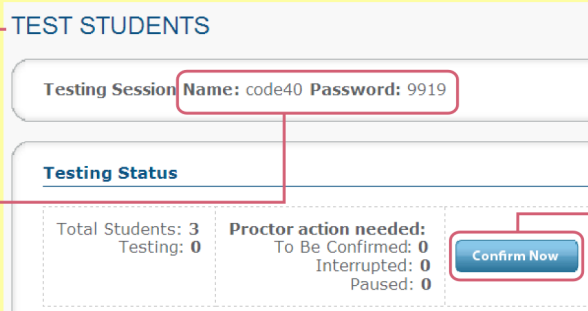 TEST STUDENTS
Testing Session Name: code40 Password: 9919
Testing Status
Total Students: 3
Testing: 0
Proctor action needed:
To Be Confirmed: 0
Interrupted: 0
Paused: 0
Confirm Now